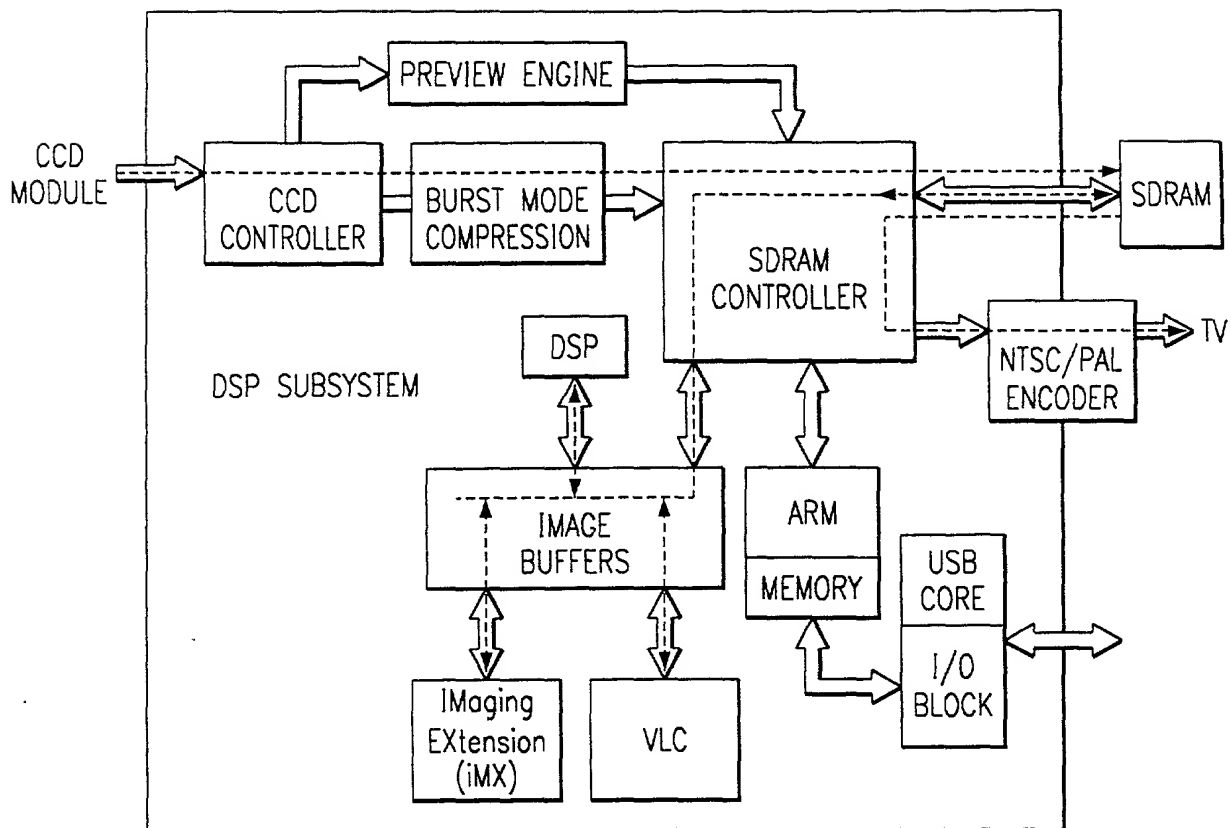 PREVIEW ENGINE
CCD
MODULE
CCD
CONTROLLER
BURST MODE
COMPRESSION
SDRAM
CONTROLLER
SDRAM
NTSC/PAL
ENCODER
TV
DSP
DSP SUBSYSTEM
IMAGE
BUFFERS
ARM
MEMORY
USB
CORE
I/O
BLOCK
IMaging
EXtension
(iMX)
VLC